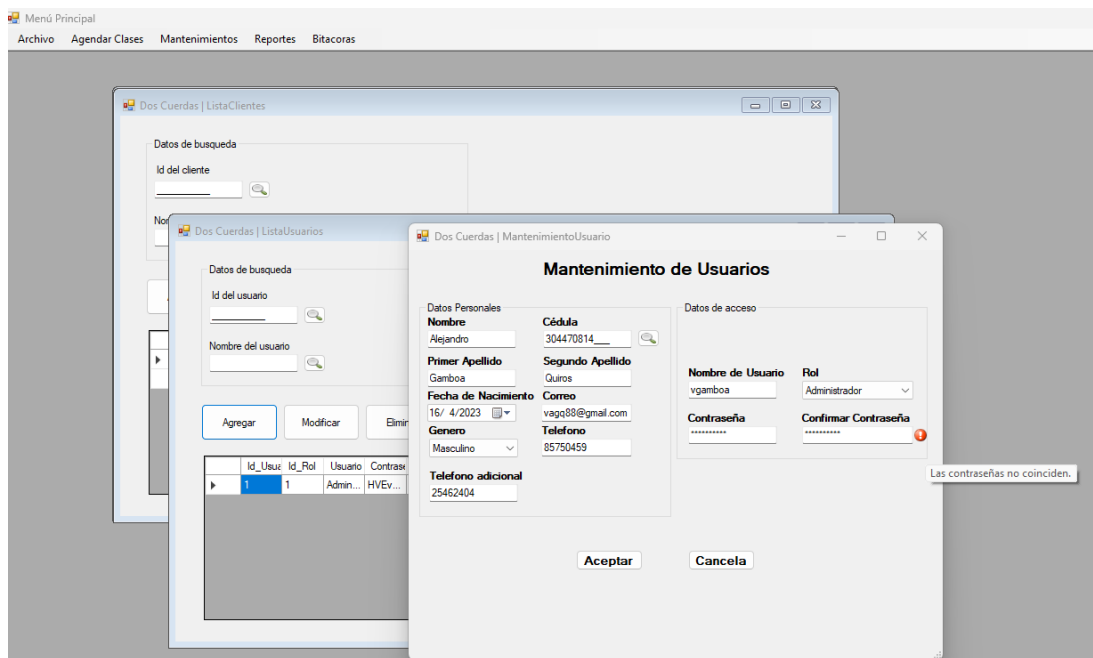 Menú Principal
Archivo Agendar Clases Mantenimientos Reportes Bitacoras
Dos Cuerdas | ListaClientes
Datos de busqueda
Id del cliente
Dos Cuerdas | ListaUsuarios
Datos de busqueda
Id del usuario
Nombre del usuario
Agregar Modificar Elimir
Id_Usua Id_Rol Usuario Contrase
1 1 Admin... HVEv...
Dos Cuerdas | MantenimientoUsuario
Mantenimiento de Usuarios
Datos Personales
Nombre Cédula
Alejandro 304470814___
Primer Apellido Segundo Apellido
Gamboa Quiros
Fecha de Nacimiento Correo
16/ 4/2023 vagq88@gmail.com
Genero Telefono
Masculino 85750459
Telefono adicional
25462404
Datos de acceso
Nombre de Usuario Rol
vgamboa Administrador
Contraseña Confirmar Contraseña
********** **********
Las contraseñas no coinciden.
Aceptar Cancela